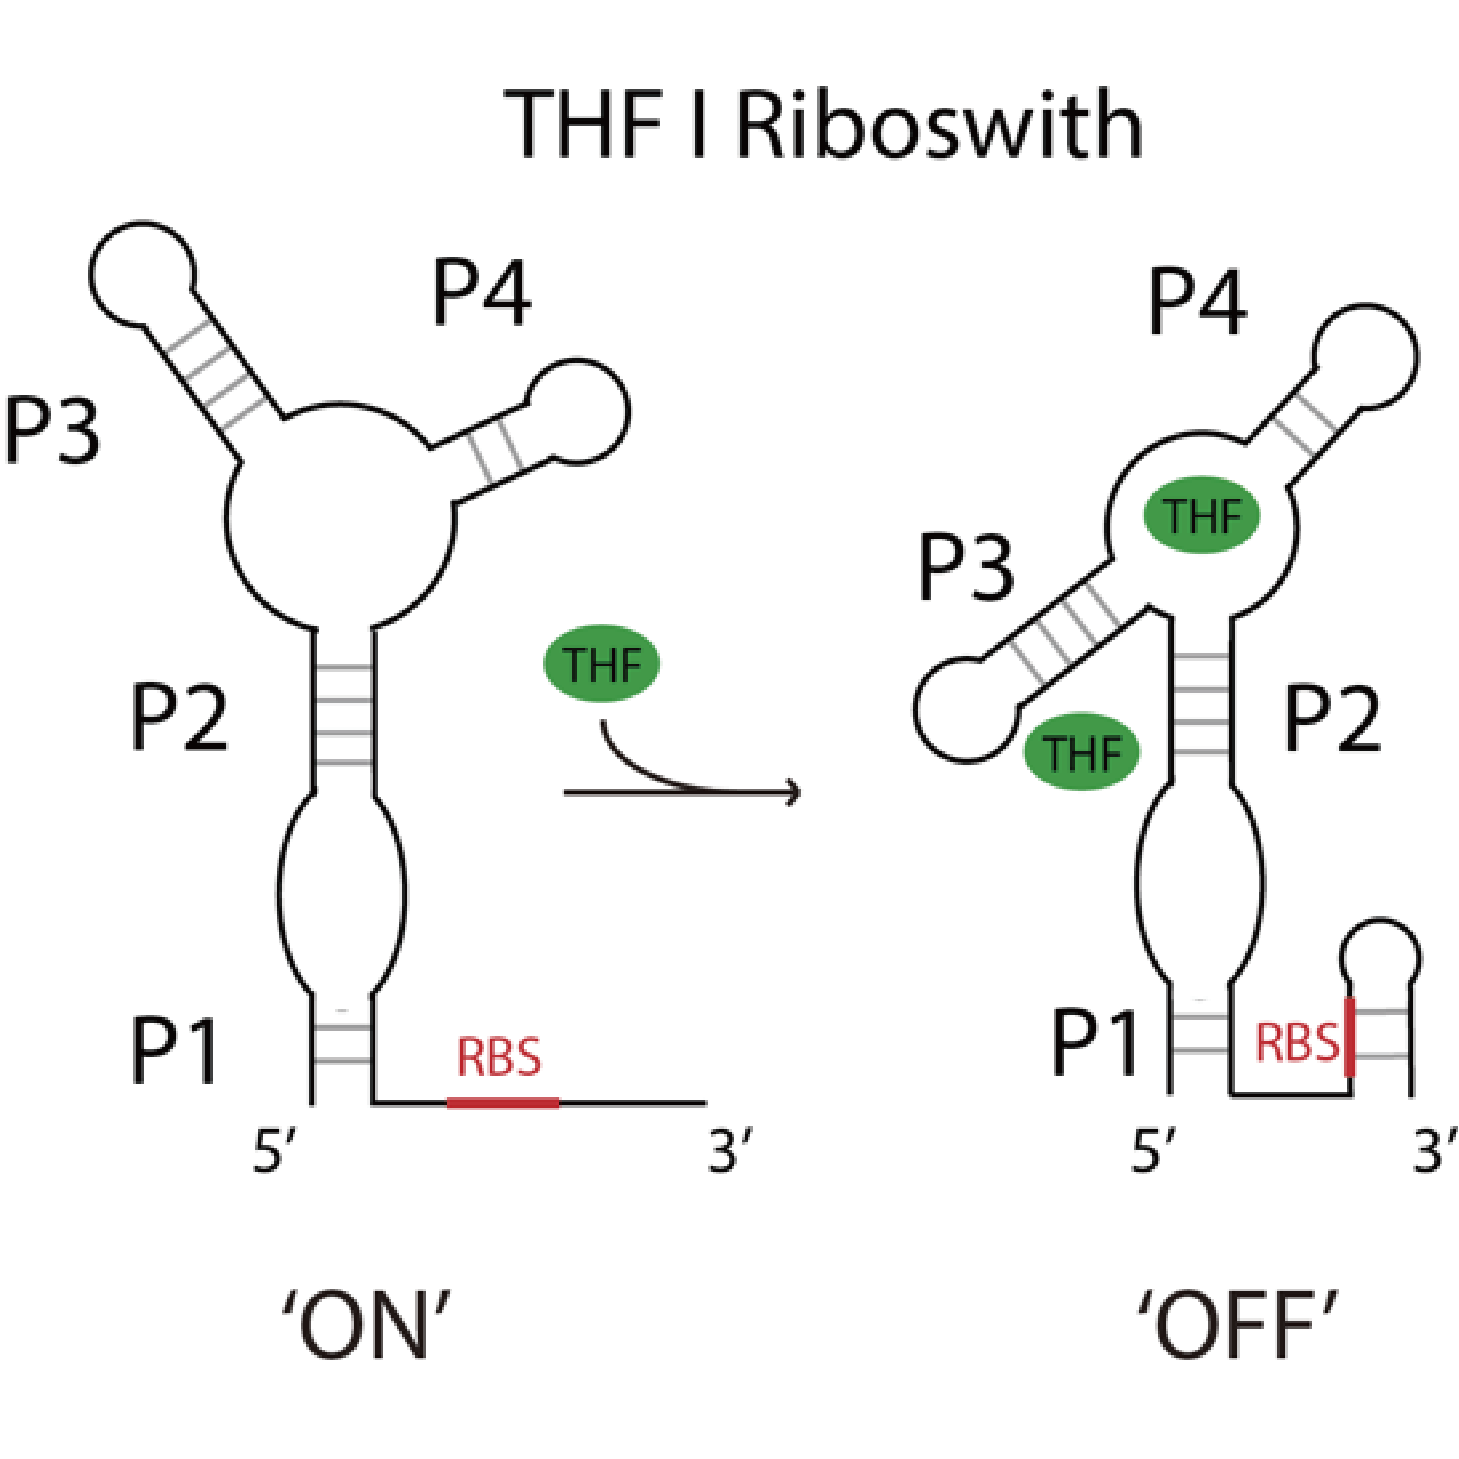 THF I Riboswith
P3
P4
P2
P1
RBS
5′
3′
‘ON’
THF
P4
THF
P3
THF
P2
P1
RBS
5′
3′
‘OFF’